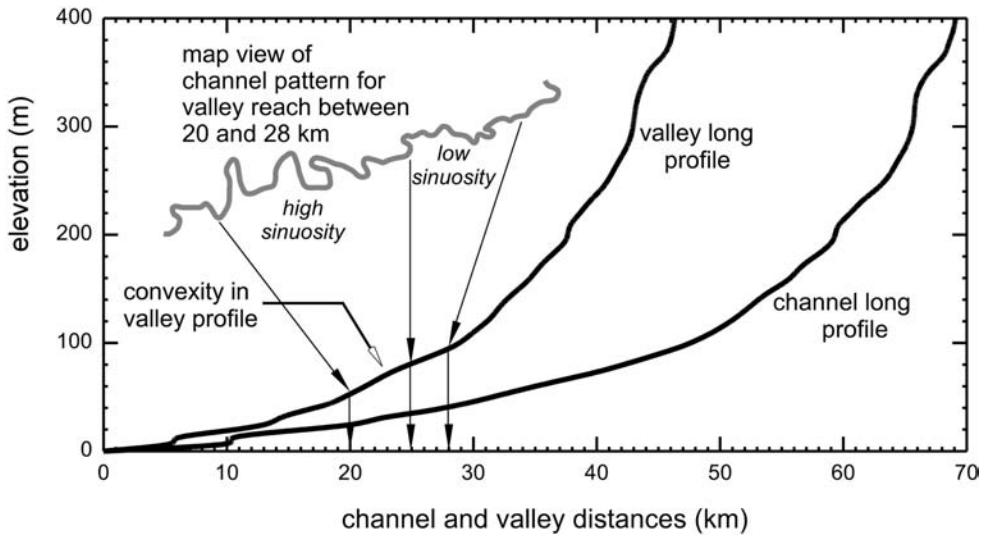 400
300
200
100
0
elevation (m)
map view of
channel pattern for
valley reach between
20 and 28 km
low
sinuosity
high
sinuosity
convexity in
valley profile
valley long
profile
channel long
profile
0 10 20 30 40 50 60 70
channel and valley distances (km)